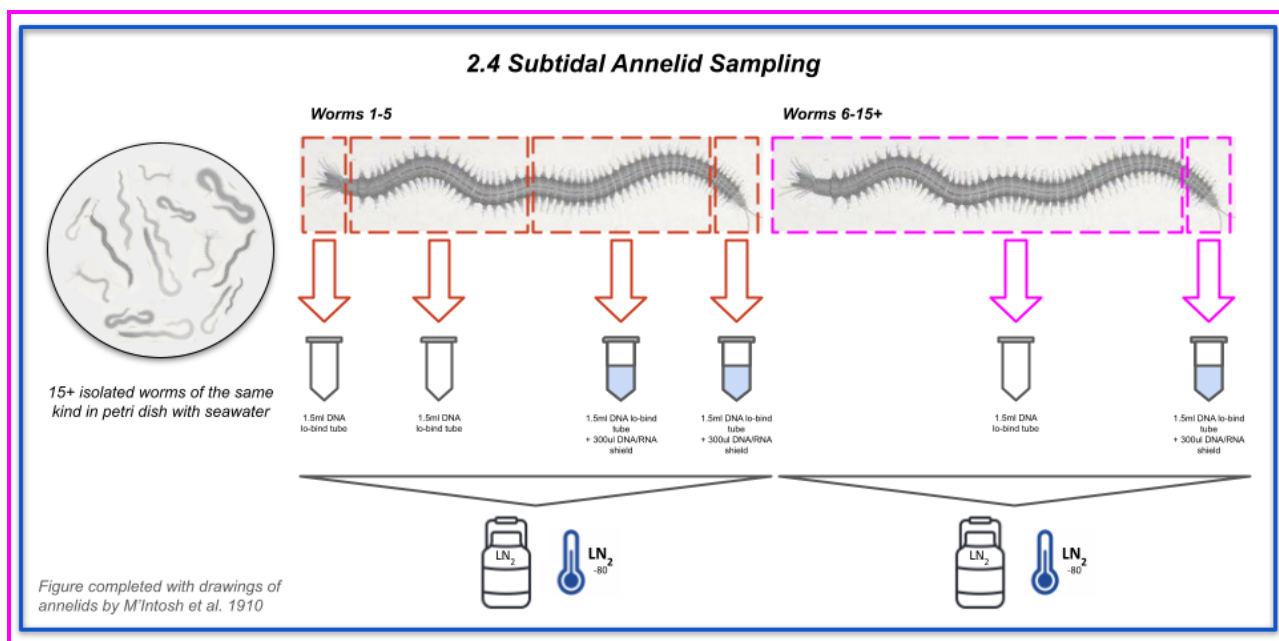 2.4 Subtidal Annelid Sampling
Worms 1-5
Worms 6-15+
15+ isolated worms of the same
kind in petri dish with seawater
1.5ml DNA
lo-bind tube
1.5ml DNA
lo-bind tube
1.5ml DNA lo-bind
tube
+ 300ul DNA/RNA
shield
1.5ml DNA lo-bind
tube
+ 300ul DNA/RNA
shield
1.5ml DNA
lo-bind tube
1.5ml DNA lo-bind
tube
+ 300ul DNA/RNA
shield
LN2
LN2
-80
LN2
LN2
-80
Figure completed with drawings of
annelids by M'Intosh et al. 1910